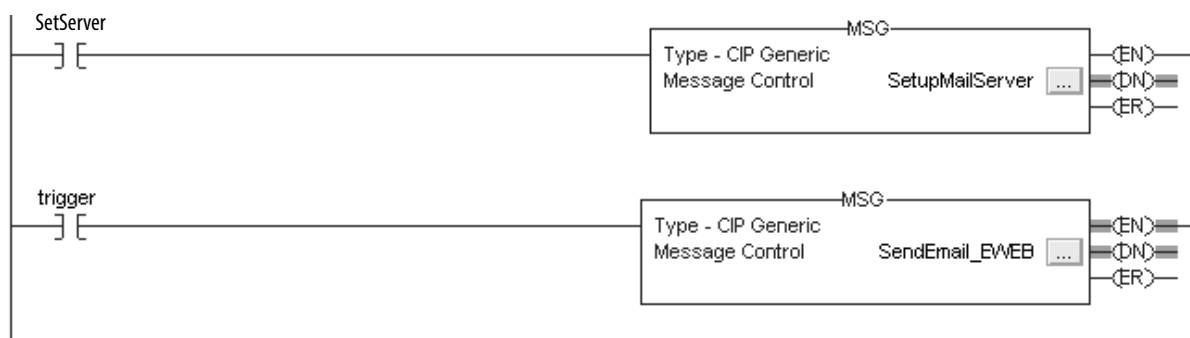 SetServer
MSG
Type - CIP Generic
Message Control SetupMailServer ...
EN
DN
ER
trigger
MSG
Type - CIP Generic
Message Control SendEmail_EWEB ...
EN
DN
ER